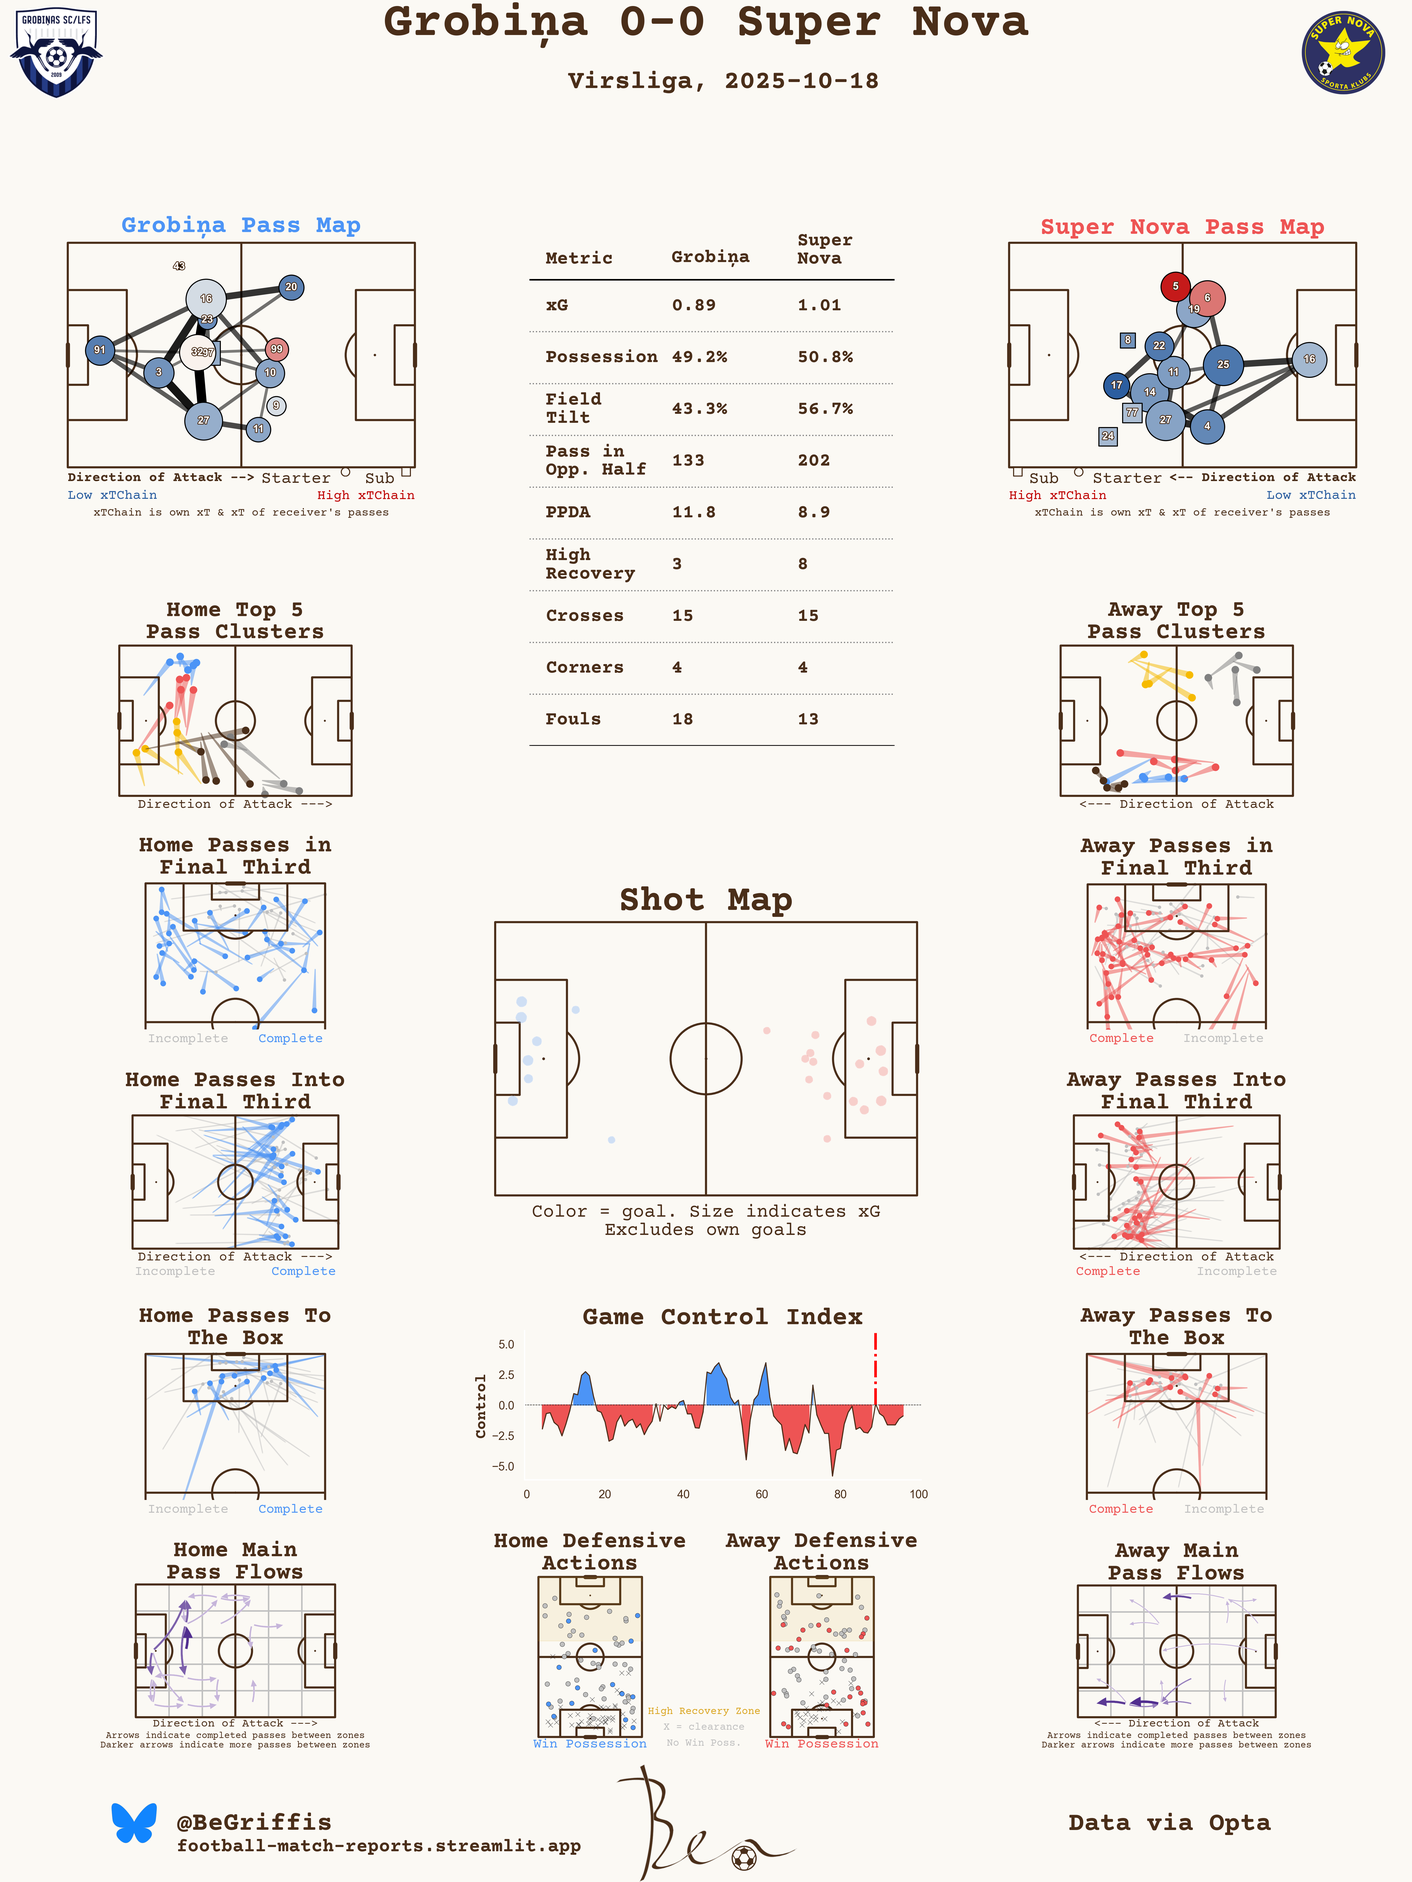 Grobiņa 0-0 Super Nova
Virsliga, 2025-10-18
GROBIŅAS SC/LFS
2009
SUPER NOVA
SPORTA KLUBS
Grobiņa Pass Map
43
20
16
23
91
3297
99
3
10
9
27
11
Direction of Attack --> Starter Sub
Low xTChain High xTChain
xTChain is own xT & xT of receiver's passes
Metric Grobiņa Super Nova
xG 0.89 1.01
Possession 49.2% 50.8%
Field Tilt 43.3% 56.7%
Pass in Opp. Half 133 202
PPDA 11.8 8.9
High Recovery 3 8
Crosses 15 15
Corners 4 4
Fouls 18 13
Super Nova Pass Map
5
6
19
8
22
25
16
11
17
14
77
27
4
24
Sub Starter <-- Direction of Attack
High xTChain Low xTChain
xTChain is own xT & xT of receiver's passes
Home Top 5
Pass Clusters
Direction of Attack --->
Away Top 5
Pass Clusters
<--- Direction of Attack
Home Passes in
Final Third
Incomplete Complete
Away Passes in
Final Third
Complete Incomplete
Shot Map
Color = goal. Size indicates xG
Excludes own goals
Home Passes Into
Final Third
Direction of Attack --->
Incomplete Complete
Away Passes Into
Final Third
<--- Direction of Attack
Complete Incomplete
Home Passes To
The Box
Incomplete Complete
Game Control Index
Control
5.0
2.5
0.0
−2.5
−5.0
0 20 40 60 80 100
Away Passes To
The Box
Complete Incomplete
Home Main
Pass Flows
Direction of Attack --->
Arrows indicate completed passes between zones
Darker arrows indicate more passes between zones
Home Defensive
Actions
Win Possession
High Recovery Zone
X = clearance
No Win Poss.
Away Defensive
Actions
Win Possession
Away Main
Pass Flows
<--- Direction of Attack
Arrows indicate completed passes between zones
Darker arrows indicate more passes between zones
@BeGriffis
football-match-reports.streamlit.app
Ben
Data via Opta